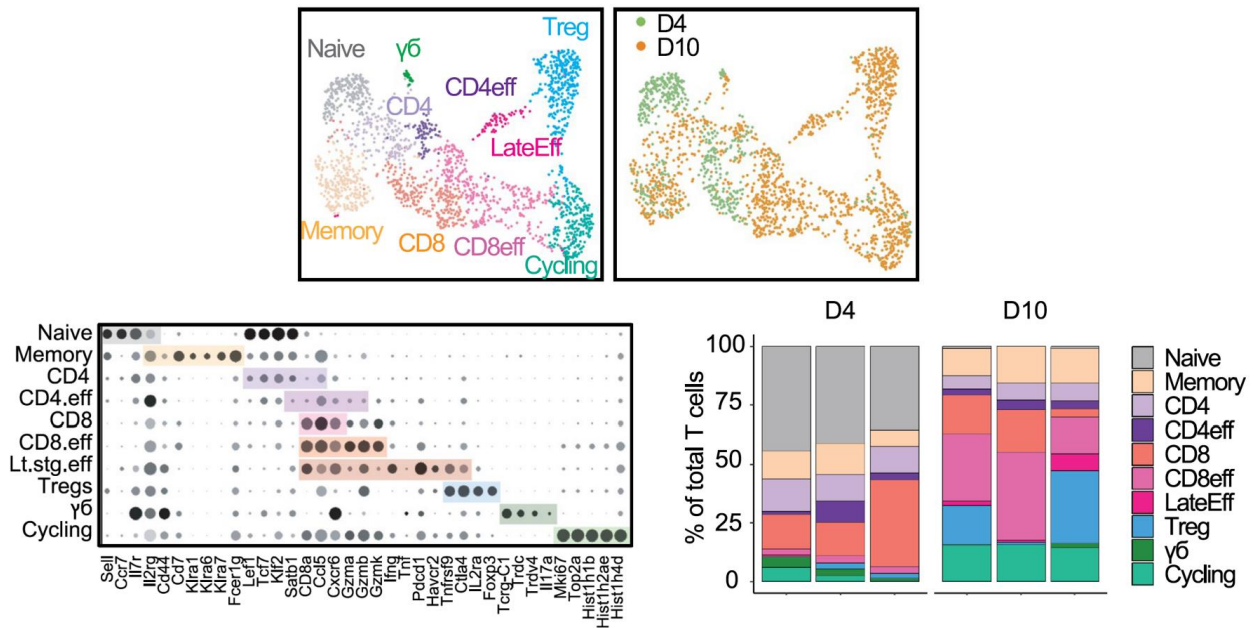 Naive
γδ
CD4
CD4eff
Treg
LateEff
Memory
CD8
CD8eff
Cycling
D4
D10
Naive
Memory
CD4
CD4.eff
CD8
CD8.eff
Lt.stg.eff
Tregs
γδ
Cycling
Sell
Ccr7
Il7r
Il2rg
Cd44
Cd7
Klra1
Klra6
Klra7
Fcer1g
Lef1
Tcf7
Klf2
Satb1
CD8a
Ccl5
Cxcr6
Gzma
Gzmb
Gzmk
Ifng
Tnf
Pdcd1
Havcr2
Tnfrsf9
Ctla4
IL2ra
Foxp3
Tcrg-C1
Trdc
Trdv4
Il17a
Mki67
Top2a
Hist1h1b
Hist1h2ae
Hist1h4d
D4
D10
% of total T cells
100
75
50
25
0
Naive
Memory
CD4
CD4eff
CD8
CD8eff
LateEff
Treg
γδ
Cycling